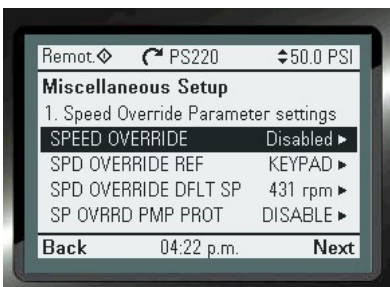 Remot. PS220 50.0 PSI
Miscellaneous Setup
1. Speed Override Parameter settings
SPEED OVERRIDE Disabled
SPD OVERRIDE REF KEYPAD
SPD OVERRIDE DFLT SP 431 rpm
SP OVRRD PMP PROT DISABLE
Back 04:22 p.m. Next